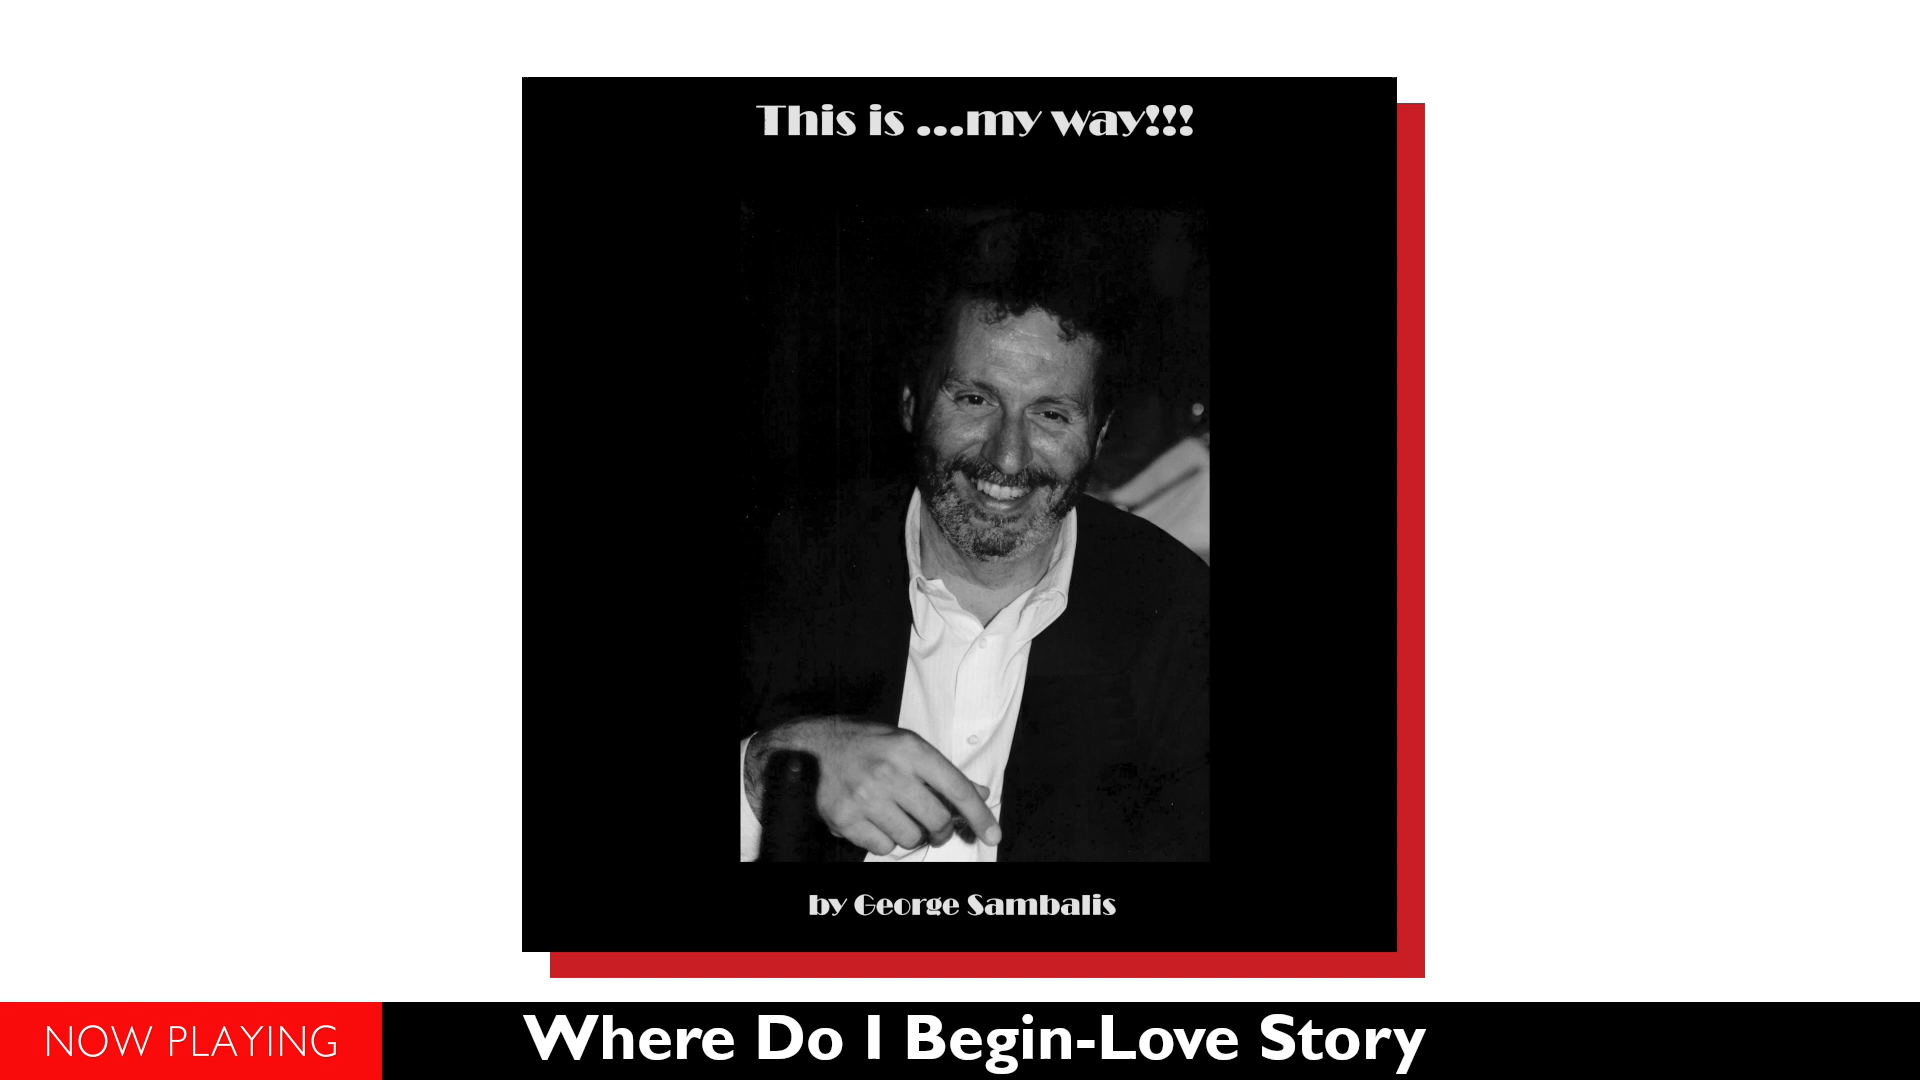 This is ...my way!!!
by George Sambalis
NOW PLAYING
Where Do I Begin-Love Story